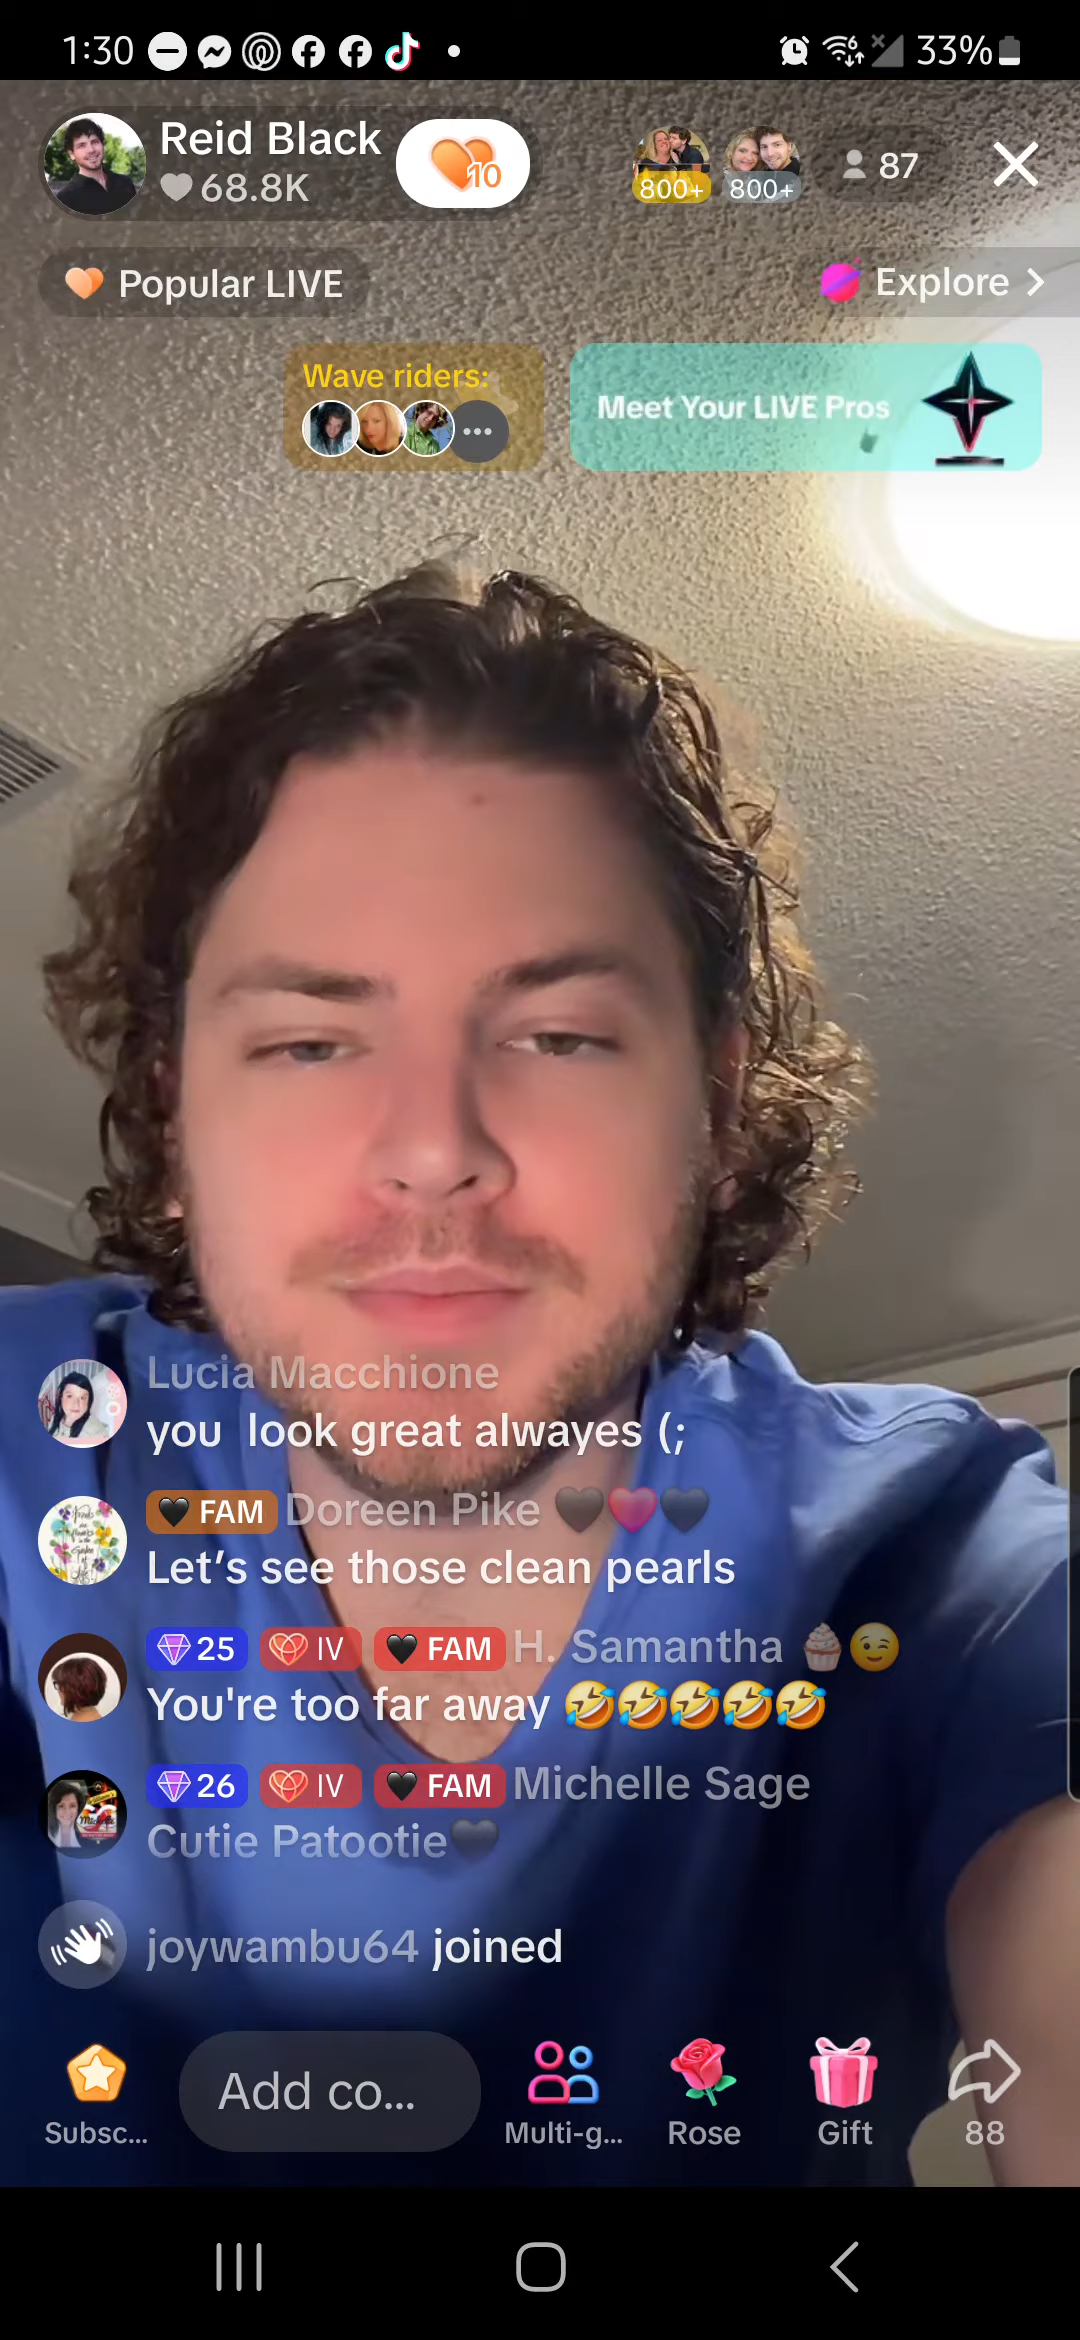 1:30
33%
Reid Black
68.8K
10
800+
800+
87
Popular LIVE
Explore
Wave riders:
Meet Your LIVE Pros
Lucia Macchione
you look great alwayes (;
🖤 FAM Doreen Pike 🖤💗🖤
Let's see those clean pearls
25 IV 🖤 FAM H. Samantha 🧁😉
You're too far away 🤣🤣🤣🤣🤣
26 IV 🖤 FAM Michelle Sage
Cutie Patootie🖤
joywambu64 joined
Add co...
Subsc...
Multi-g...
Rose
Gift
88